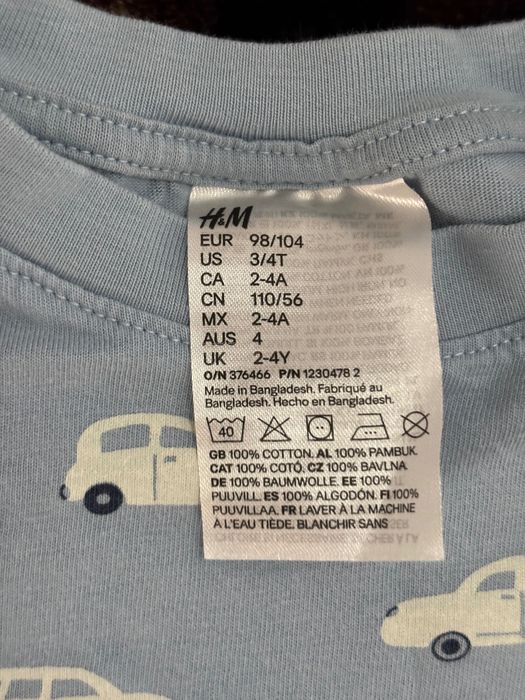 H&M
EUR 98/104
US 3/4T
CA 2-4A
CN 110/56
MX 2-4A
AUS 4
UK 2-4Y
O/N 376466 P/N 1230478 2
Made in Bangladesh. Fabriqué au
Bangladesh. Hecho en Bangladesh.
40
GB 100% COTTON. AL 100% PAMBUK.
CAT 100% COTÓ. CZ 100% BAVLNA.
DE 100% BAUMWOLLE. EE 100%
PUUVILL. ES 100% ALGODÓN. FI 100%
PUUVILLAA. FR LAVER À LA MACHINE
À L'EAU TIÈDE. BLANCHIR SANS